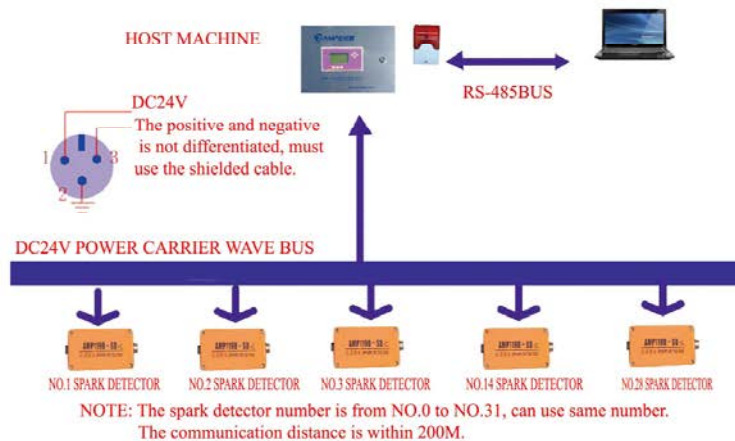 HOST MACHINE
RS-485BUS
DC24V
The positive and negative
is not differentiated, must
use the shielded cable.
1
3
2
DC24V POWER CARRIER WAVE BUS
NO.1 SPARK DETECTOR
NO.2 SPARK DETECTOR
NO.3 SPARK DETECTOR
NO.14 SPARK DETECTOR
NO.28 SPARK DETECTOR
NOTE: The spark detector number is from NO.0 to NO.31, can use same number.
The communication distance is within 200M.